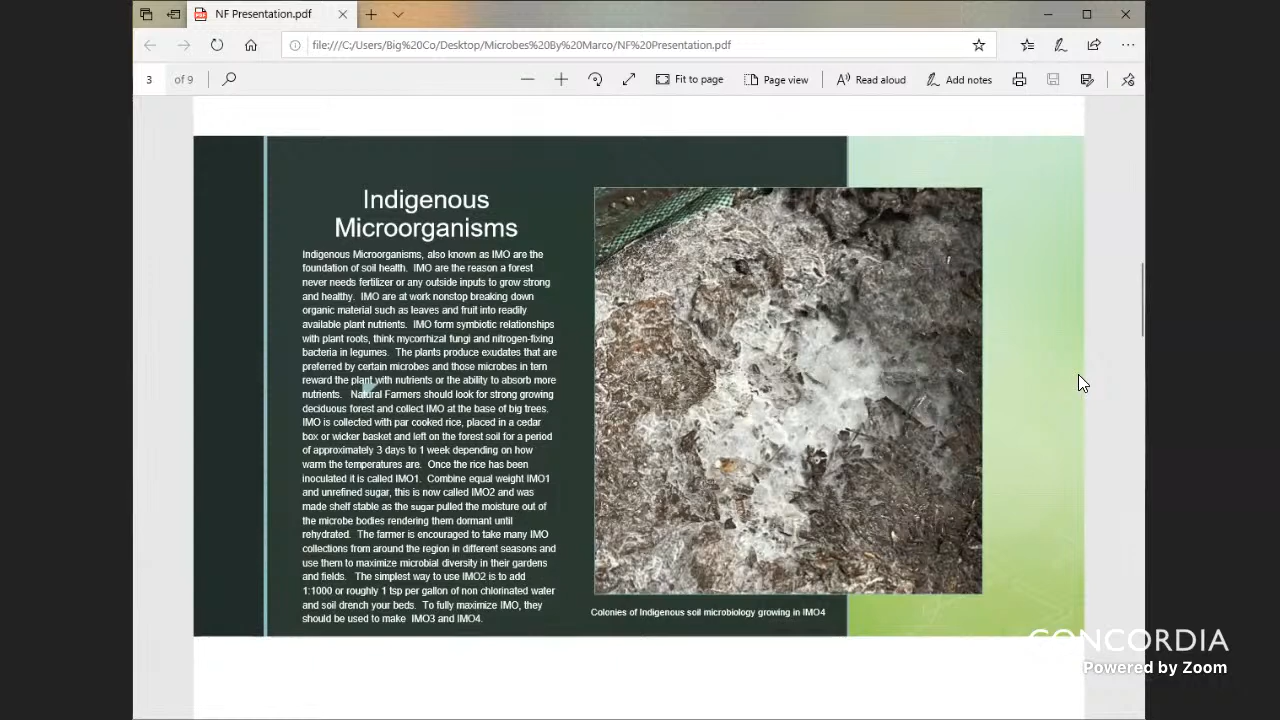 NF Presentation.pdf
file:///C:/Users/Big%20Co/Desktop/Microbes%20By%20Marco/NF%20Presentation.pdf
3 of 9
Fit to page
Page view
Read aloud
Add notes
Indigenous
Microorganisms
Indigenous Microorganisms, also known as IMO are the
foundation of soil health. IMO are the reason a forest
never needs fertilizer or any outside inputs to grow strong
and healthy. IMO are at work nonstop breaking down
organic material such as leaves and fruit into readily
available plant nutrients. IMO form symbiotic relationships
with plant roots, think mycorrhizal fungi and nitrogen-fixing
bacteria in legumes. The plants produce exudates that are
preferred by certain microbes and those microbes in tern
reward the plant with nutrients or the ability to absorb more
nutrients. Natural Farmers should look for strong growing
deciduous forest and collect IMO at the base of big trees.
IMO is collected with par cooked rice, placed in a cedar
box or wicker basket and left on the forest soil for a period
of approximately 3 days to 1 week depending on how
warm the temperatures are. Once the rice has been
inoculated it is called IMO1. Combine equal weight IMO1
and unrefined sugar, this is now called IMO2 and was
made shelf stable as the sugar pulled the moisture out of
the microbe bodies rendering them dormant until
rehydrated. The farmer is encouraged to take many IMO
collections from around the region in different seasons and
use them to maximize microbial diversity in their gardens
and fields. The simplest way to use IMO2 is to add
1:1000 or roughly 1 tsp per gallon of non chlorinated water
and soil drench your beds. To fully maximize IMO, they
should be used to make IMO3 and IMO4.
Colonies of Indigenous soil microbiology growing in IMO4
CONCORDIA
Powered by Zoom